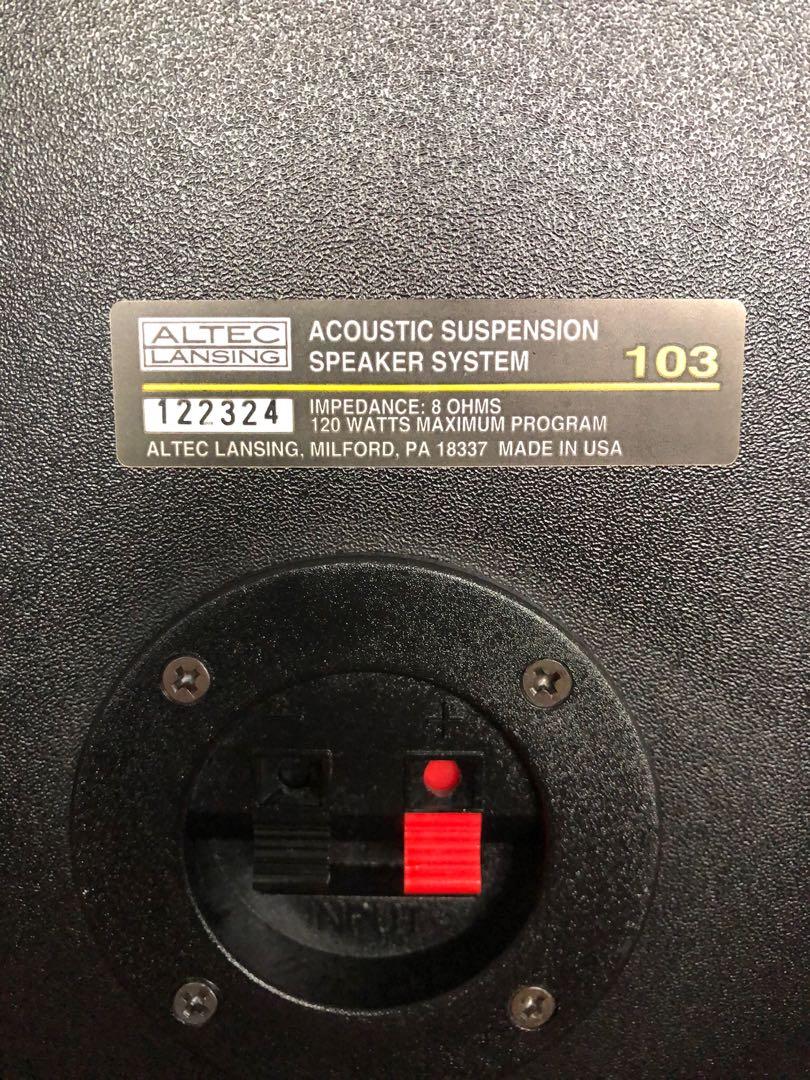 ALTEC
LANSING
ACOUSTIC SUSPENSION
SPEAKER SYSTEM
103
122324
IMPEDANCE: 8 OHMS
120 WATTS MAXIMUM PROGRAM
ALTEC LANSING, MILFORD, PA 18337 MADE IN USA
- +
INPUT